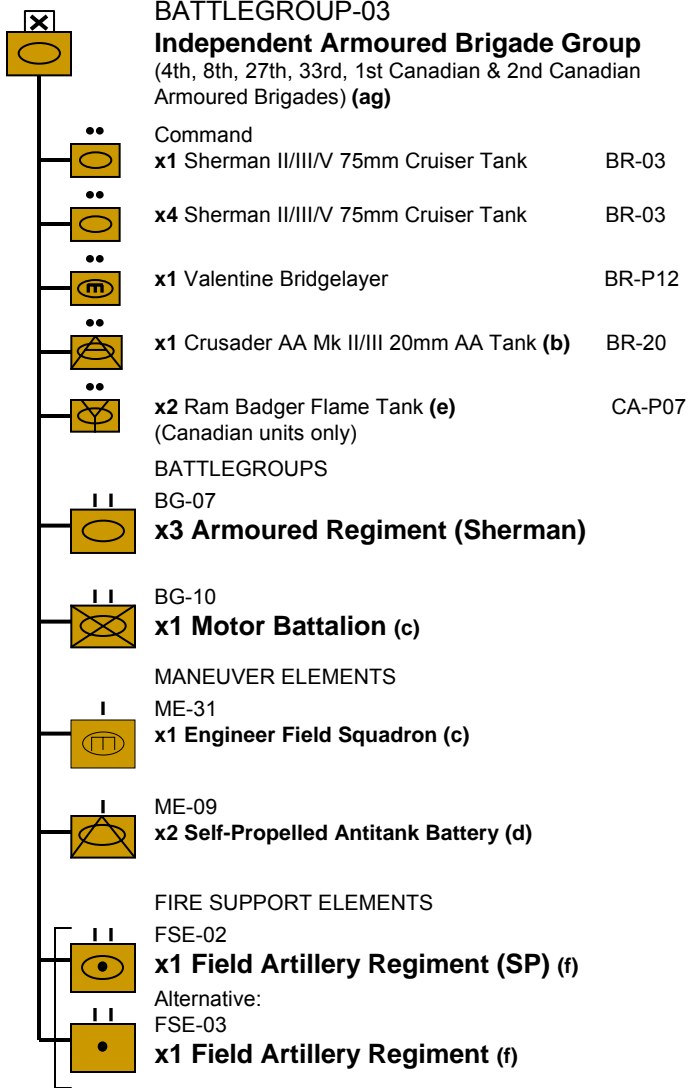 BATTLEGROUP-03
Independent Armoured Brigade Group
(4th, 8th, 27th, 33rd, 1st Canadian & 2nd Canadian
Armoured Brigades) (ag)
Command
x1 Sherman II/III/V 75mm Cruiser Tank BR-03
x4 Sherman II/III/V 75mm Cruiser Tank BR-03
x1 Valentine Bridgelayer BR-P12
x1 Crusader AA Mk II/III 20mm AA Tank (b) BR-20
x2 Ram Badger Flame Tank (e) CA-P07
(Canadian units only)
BATTLEGROUPS
BG-07
x3 Armoured Regiment (Sherman)
BG-10
x1 Motor Battalion (c)
MANEUVER ELEMENTS
ME-31
x1 Engineer Field Squadron (c)
ME-09
x2 Self-Propelled Antitank Battery (d)
FIRE SUPPORT ELEMENTS
FSE-02
x1 Field Artillery Regiment (SP) (f)
Alternative:
FSE-03
x1 Field Artillery Regiment (f)